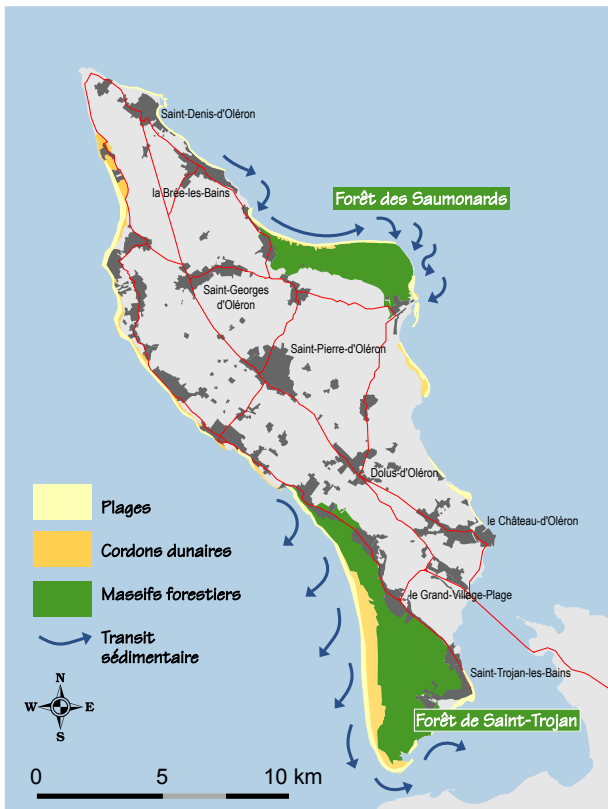 Saint-Denis-d'Oléron
la Brée-les-Bains
Forêt des Saumonards
Saint-Georges
d'Oléron
Saint-Pierre-d'Oléron
Dolus-d'Oléron
le Château-d'Oléron
le Grand-Village-Plage
Saint-Trojan-les-Bains
Forêt de Saint-Trojan
Plages
Cordons dunaires
Massifs forestiers
Transit
sédimentaire
N
W E
S
0 5 10 km